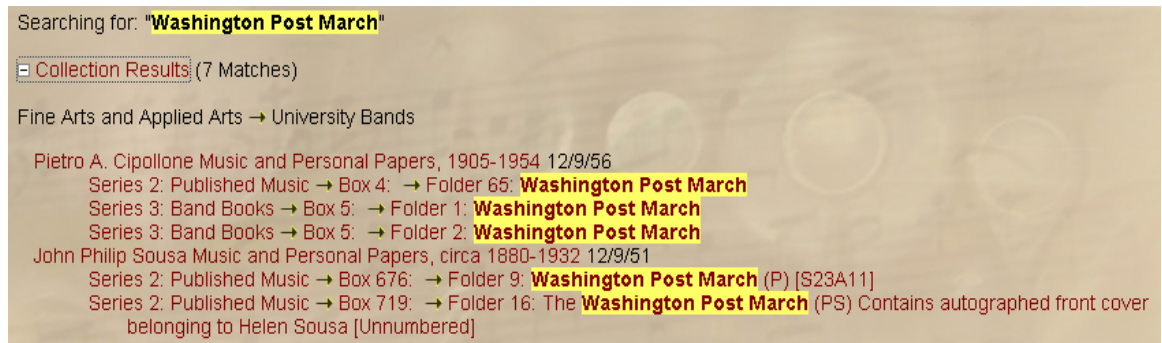 Searching for: "Washington Post March"
Collection Results (7 Matches)
Fine Arts and Applied Arts → University Bands
Pietro A. Cipollone Music and Personal Papers, 1905-1954 12/9/56
Series 2: Published Music → Box 4: → Folder 65: Washington Post March
Series 3: Band Books → Box 5: → Folder 1: Washington Post March
Series 3: Band Books → Box 5: → Folder 2: Washington Post March
John Philip Sousa Music and Personal Papers, circa 1880-1932 12/9/51
Series 2: Published Music → Box 676: → Folder 9: Washington Post March (P) [S23A11]
Series 2: Published Music → Box 719: → Folder 16: The Washington Post March (PS) Contains autographed front cover
belonging to Helen Sousa [Unnumbered]